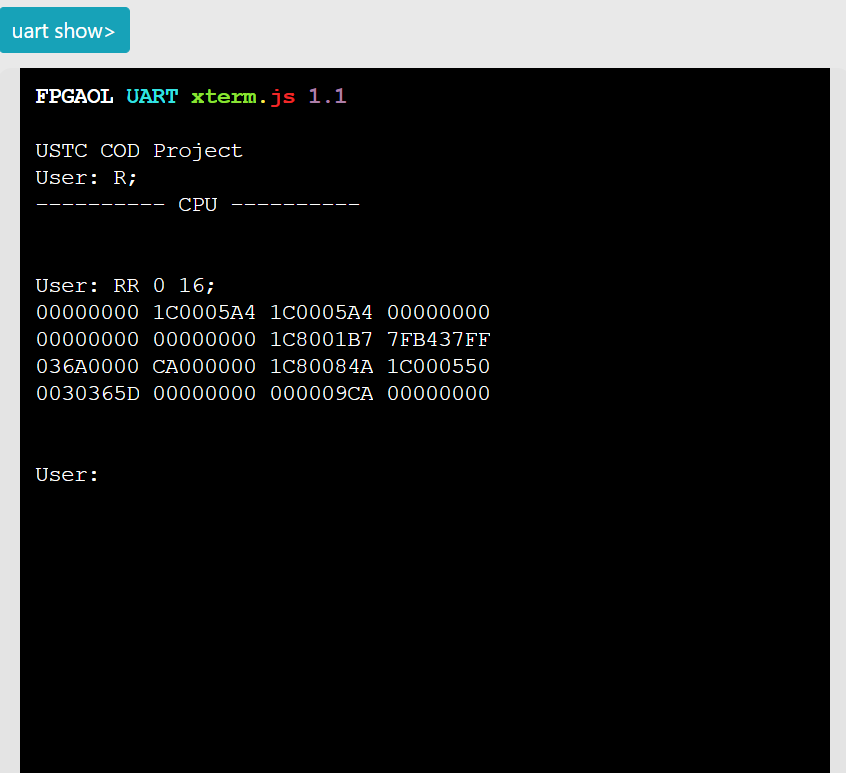 uart show>
FPGAOL UART xterm.js 1.1
USTC COD Project
User: R;
---------- CPU ----------
User: RR 0 16;
00000000 1C0005A4 1C0005A4 00000000
00000000 00000000 1C8001B7 7FB437FF
036A0000 CA000000 1C80084A 1C000550
0030365D 00000000 000009CA 00000000
User: